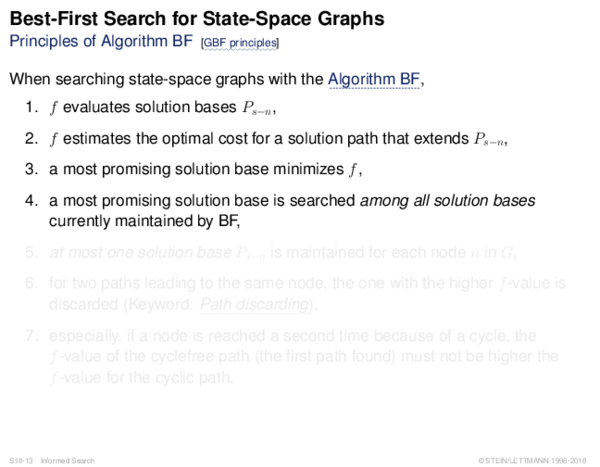 Best-First Search for State-Space Graphs
Principles of Algorithm BF [GBF principles]
When searching state-space graphs with the Algorithm BF,
1. f evaluates solution bases Pₛ₋ₙ,
2. f estimates the optimal cost for a solution path that extends Pₛ₋ₙ,
3. a most promising solution base minimizes f,
4. a most promising solution base is searched among all solution bases
currently maintained by BF,
5. at most one solution base Pₛ₋ₙ is maintained for each node n in G,
6. for two paths leading to the same node, the one with the higher f-value is
discarded (Keyword: Path discarding),
7. especially, if a node is reached a second time because of a cycle, the
f-value of the cyclefree path (the first path found) must not be higher the
f-value for the cyclic path.
S:III-13 Informed Search
©STEIN/LETTMANN 1998-2018